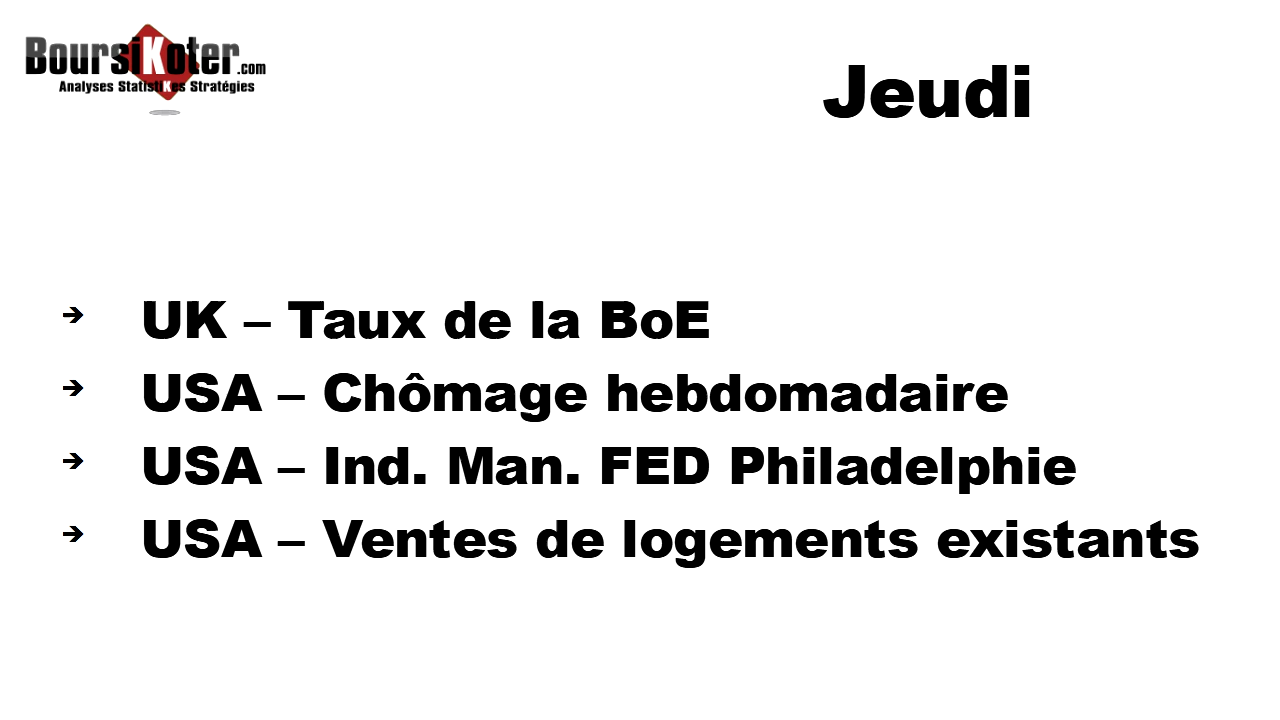 BoursiKoter.com
Analyses StatistiKes Stratégies
Jeudi
➔ UK – Taux de la BoE
➔ USA – Chômage hebdomadaire
➔ USA – Ind. Man. FED Philadelphie
➔ USA – Ventes de logements existants